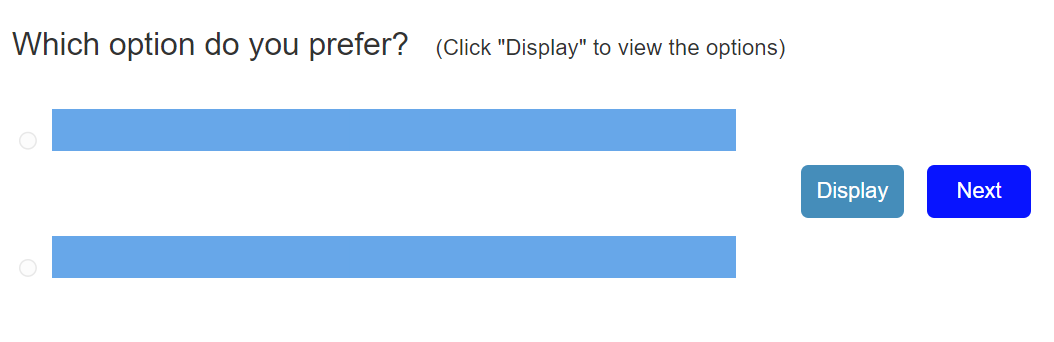 Which option do you prefer? (Click "Display" to view the options)
Display Next